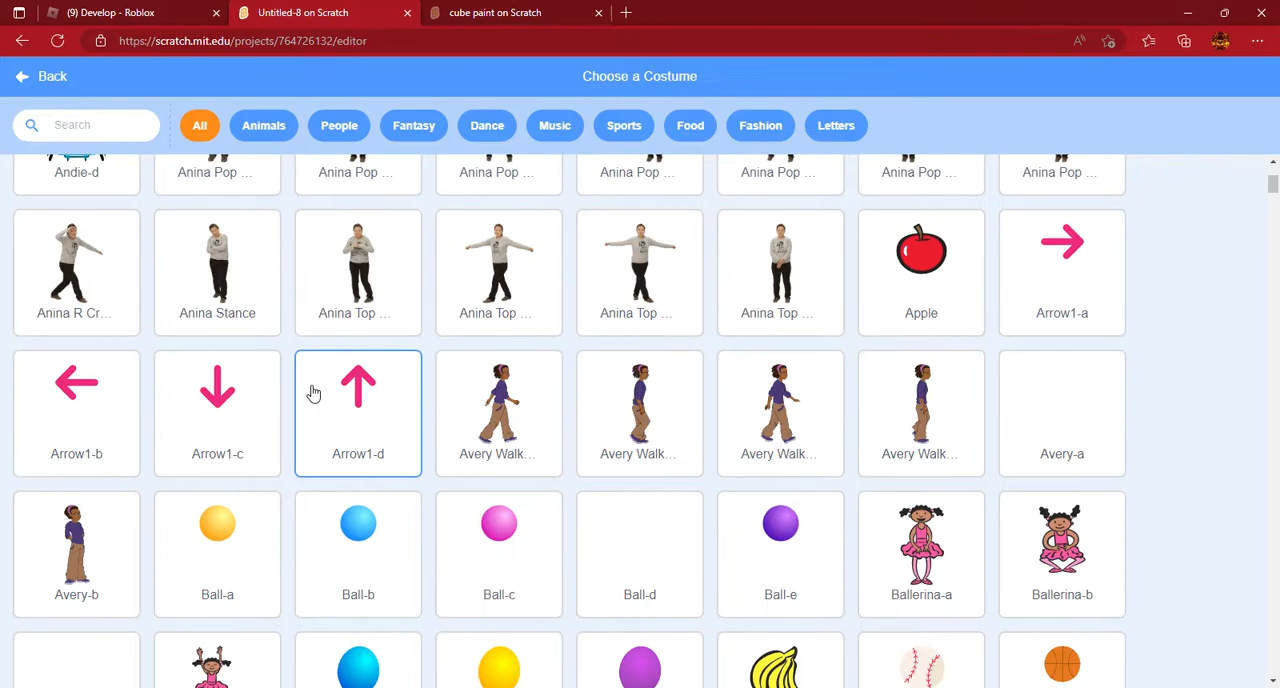 (9) Develop - Roblox
Untitled-8 on Scratch
cube paint on Scratch
https://scratch.mit.edu/projects/764726132/editor
Back
Choose a Costume
Search
All
Animals
People
Fantasy
Dance
Music
Sports
Food
Fashion
Letters
Andie-d
Anina Pop ...
Anina Pop ...
Anina Pop ...
Anina Pop ...
Anina Pop ...
Anina Pop ...
Anina Pop ...
Anina R Cr...
Anina Stance
Anina Top ...
Anina Top ...
Anina Top ...
Anina Top ...
Apple
Arrow1-a
Arrow1-b
Arrow1-c
Arrow1-d
Avery Walk...
Avery Walk...
Avery Walk...
Avery Walk...
Avery-a
Avery-b
Ball-a
Ball-b
Ball-c
Ball-d
Ball-e
Ballerina-a
Ballerina-b